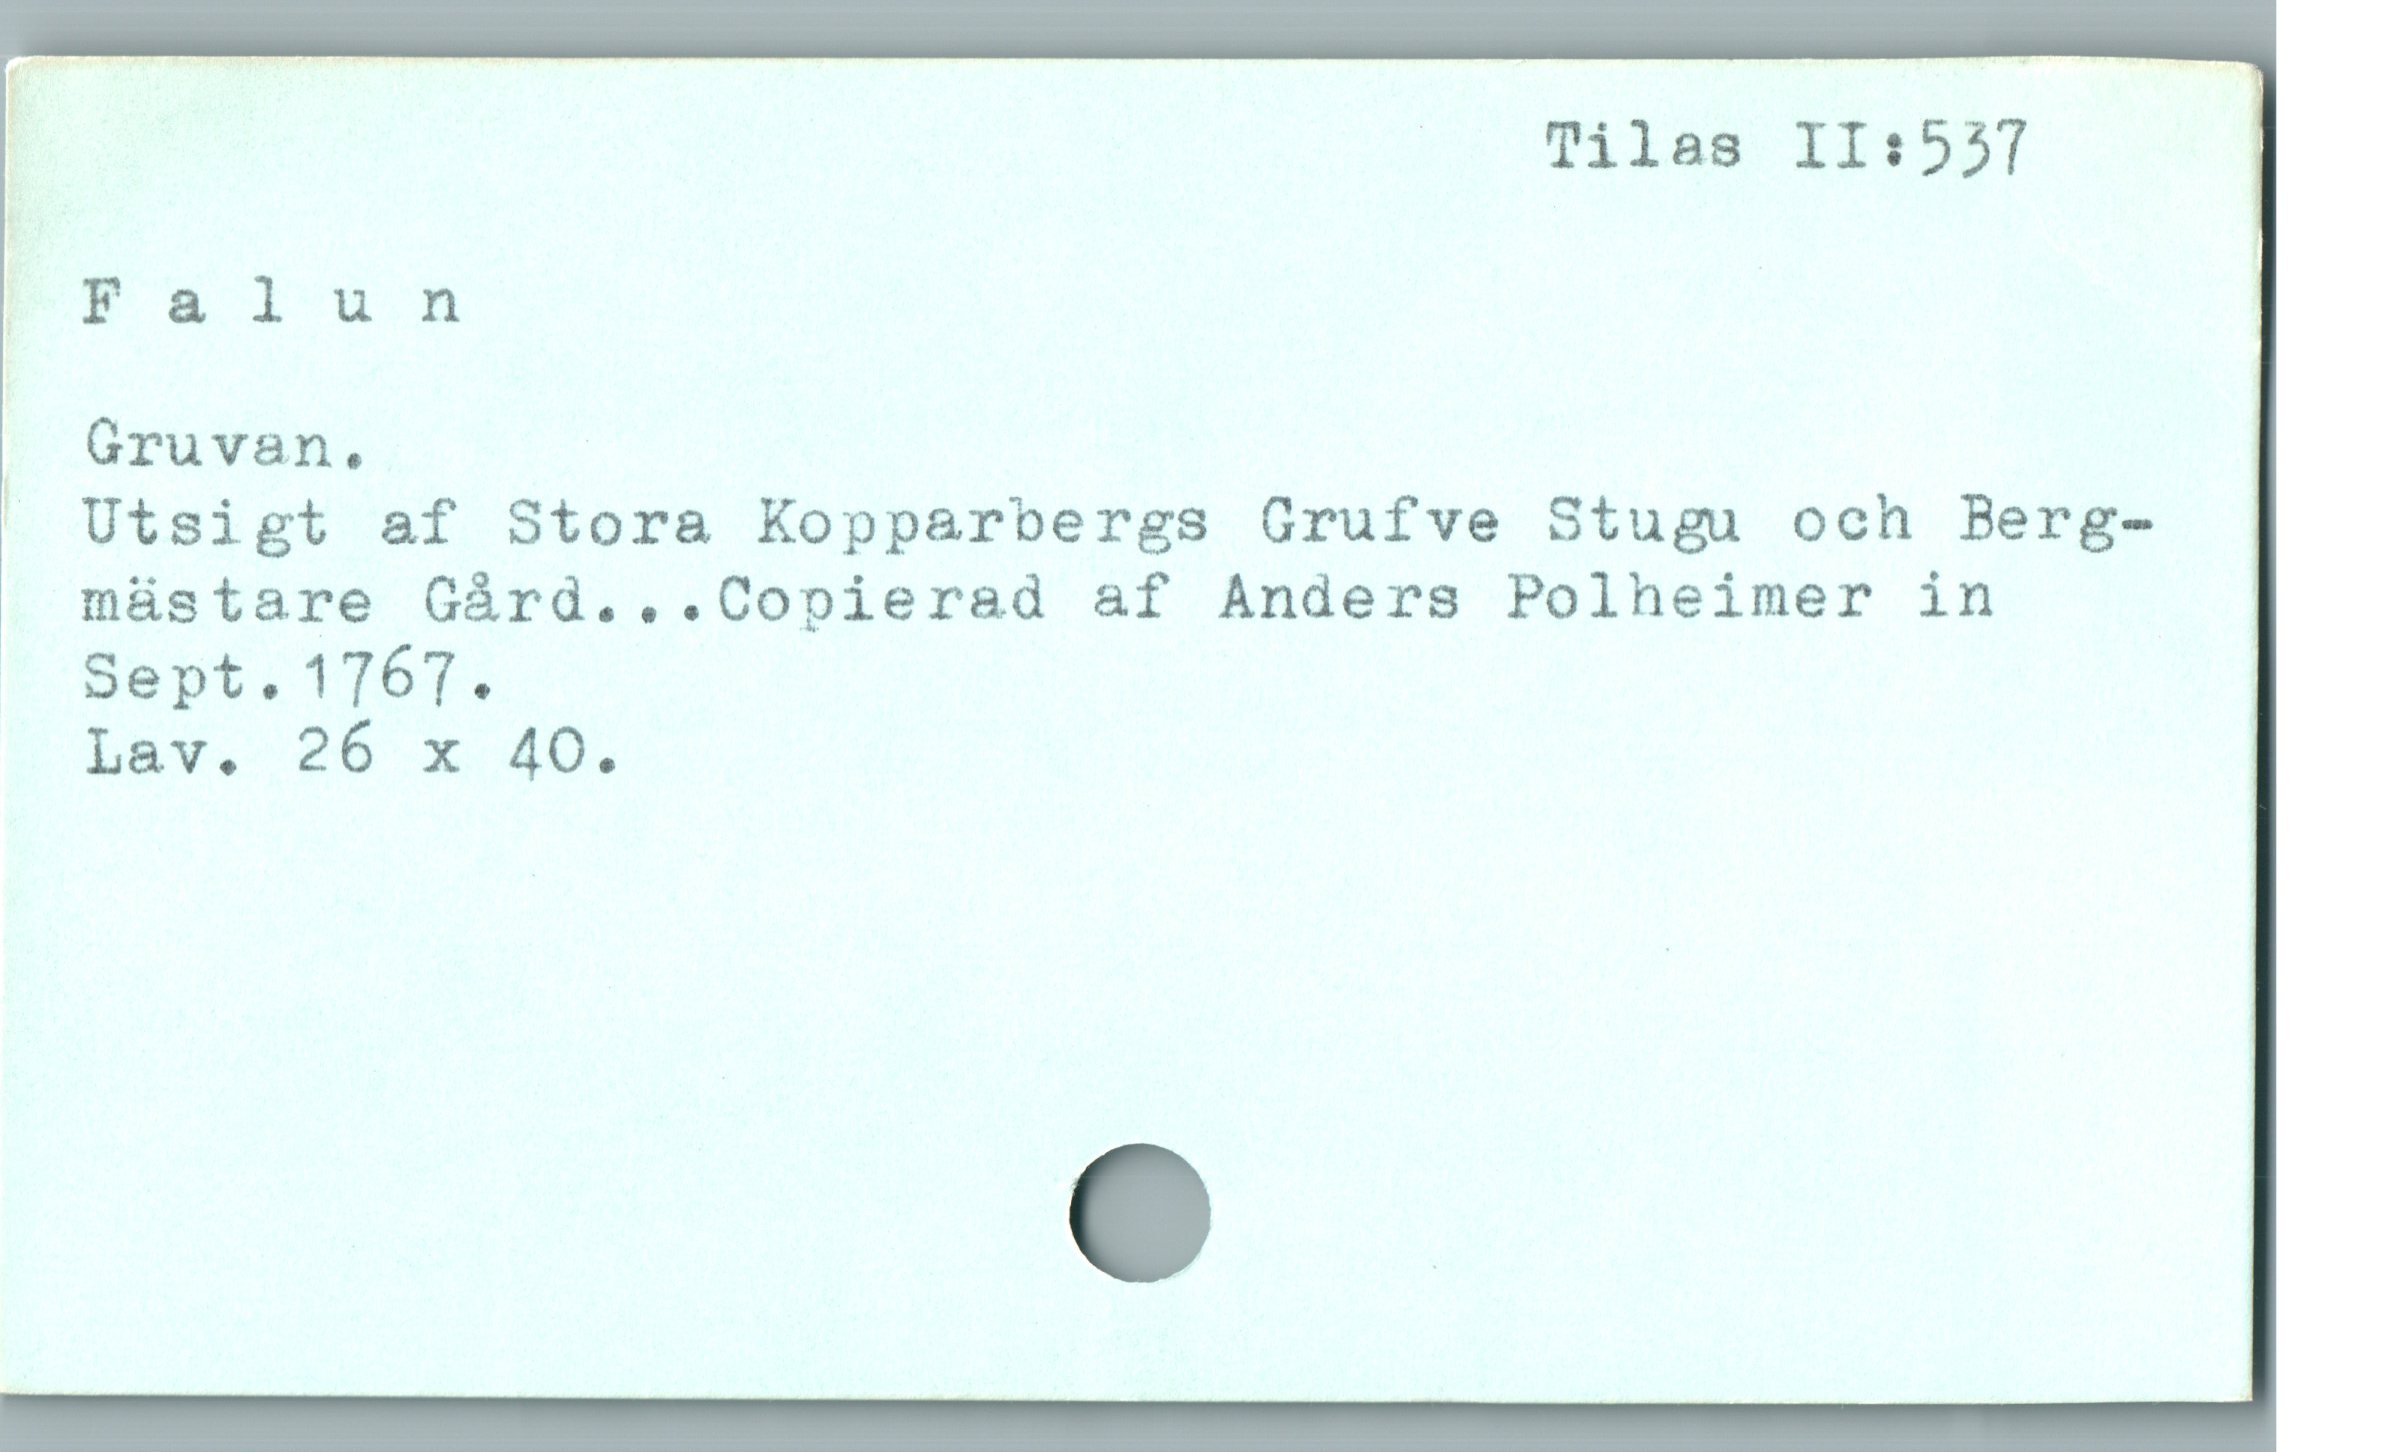 Tilas II:537
F a l u n
Gruvan.
Utsigt af Stora Kopparbergs Grufve Stugu och Berg-
mästare Gård...Copierad af Anders Polheimer in
Sept.1767.
Lav. 26 x 40.